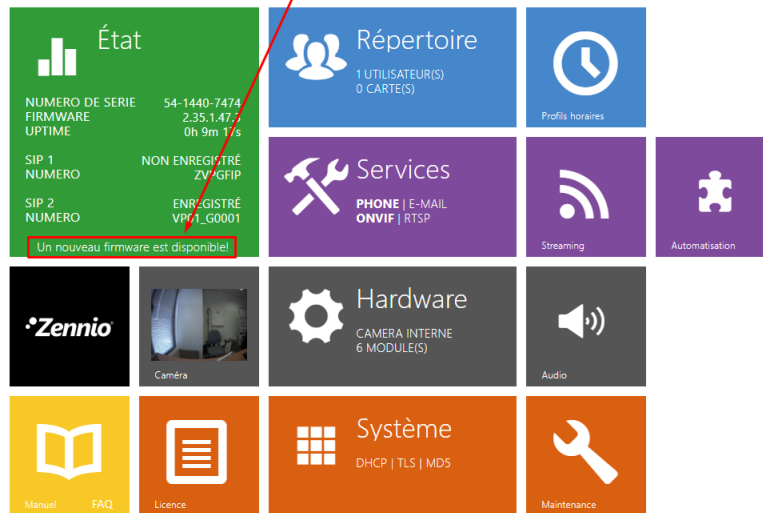 État
NUMERO DE SERIE 54-1440-7474
FIRMWARE 2.35.1.47.3
UPTIME 0h 9m 17s
SIP 1 NON ENREGISTRÉ
NUMERO ZVPGFIP
SIP 2 ENREGISTRÉ
NUMERO VP01_G0001
Un nouveau firmware est disponible!
Répertoire
1 UTILISATEUR(S)
0 CARTE(S)
Profils horaires
Services
PHONE | E-MAIL
ONVIF | RTSP
Streaming
Automatisation
Zennio
Caméra
Hardware
CAMERA INTERNE
6 MODULE(S)
Audio
Manuel FAQ
Licence
Système
DHCP | TLS | MD5
Maintenance